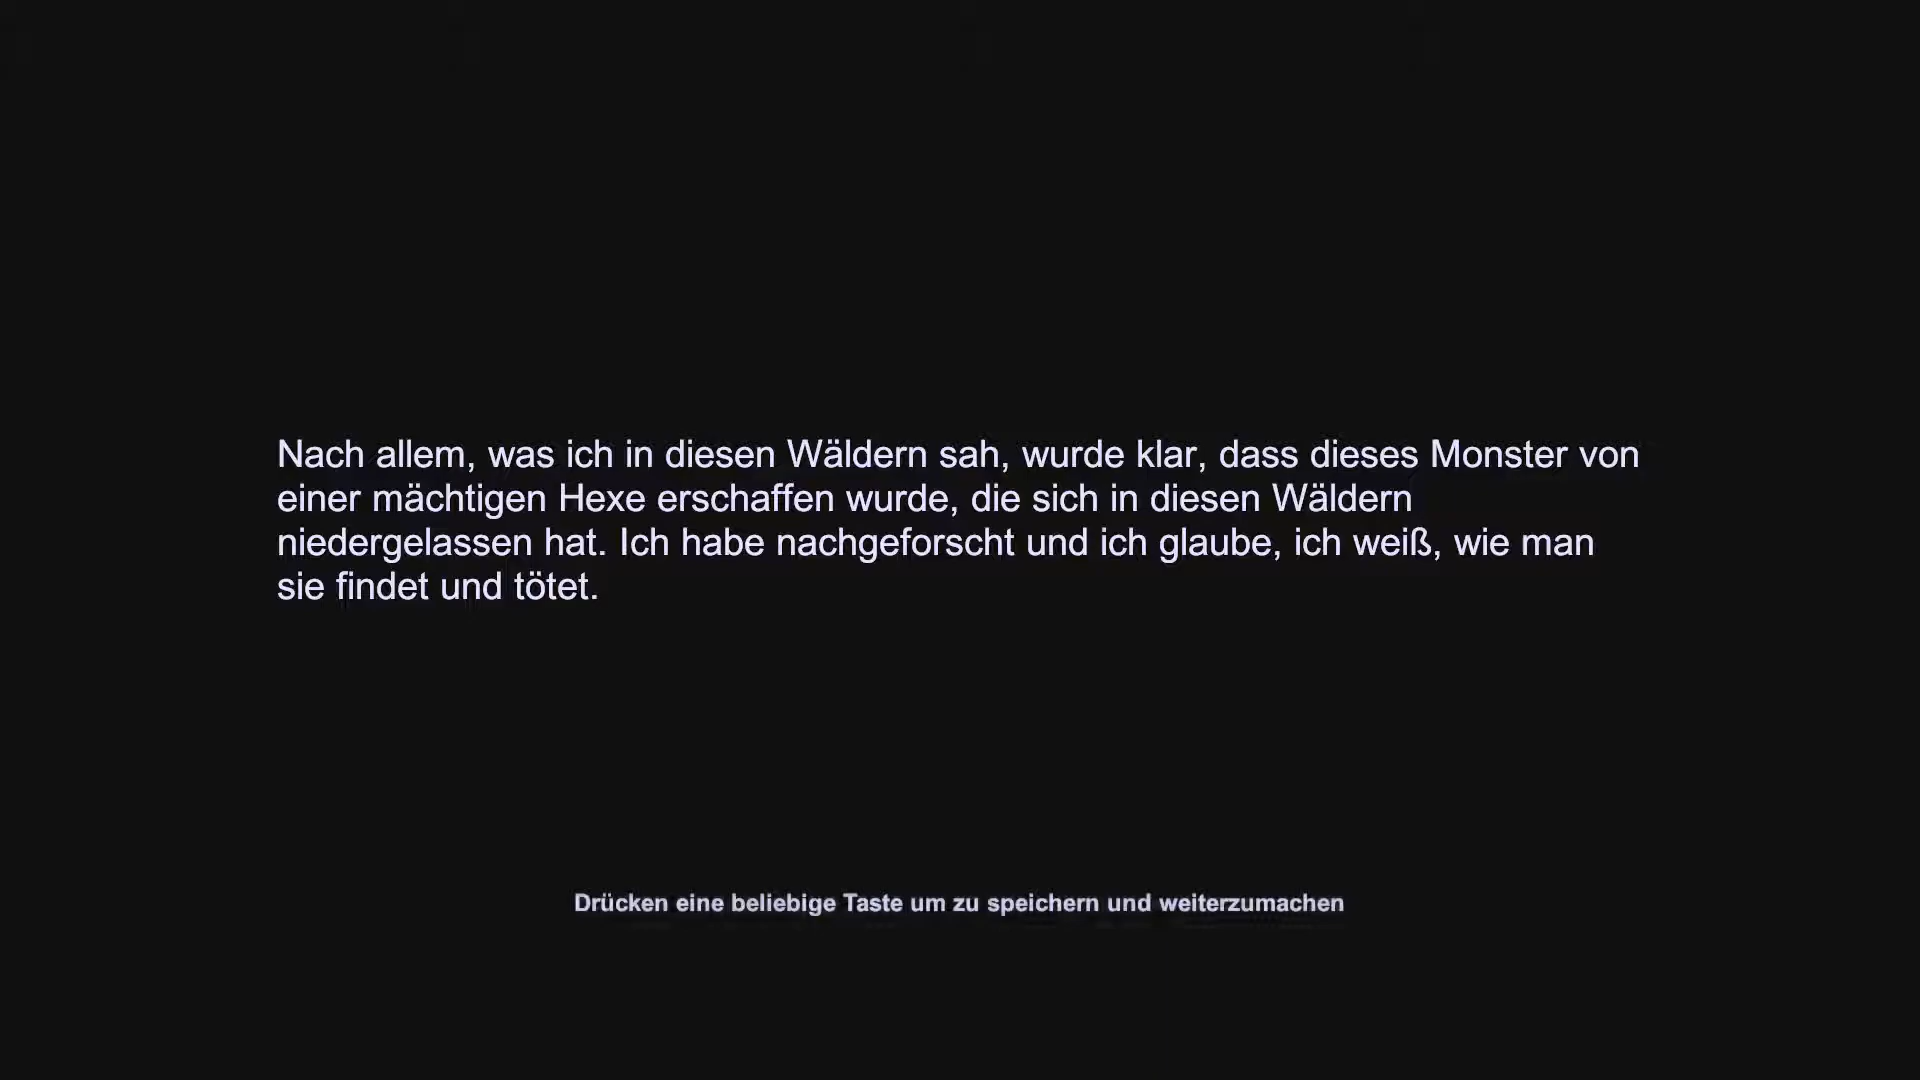 Nach allem, was ich in diesen Wäldern sah, wurde klar, dass dieses Monster von
einer mächtigen Hexe erschaffen wurde, die sich in diesen Wäldern
niedergelassen hat. Ich habe nachgeforscht und ich glaube, ich weiß, wie man
sie findet und tötet.
Drücken eine beliebige Taste um zu speichern und weiterzumachen